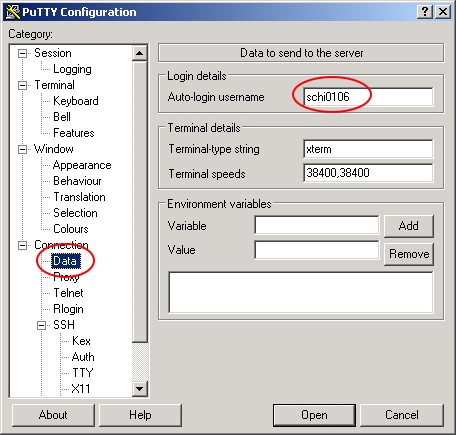 PuTTY Configuration
Category:
Session
Logging
Terminal
Keyboard
Bell
Features
Window
Appearance
Behaviour
Translation
Selection
Colours
Connection
Data
Proxy
Telnet
Rlogin
SSH
Kex
Auth
TTY
X11
Data to send to the server
Login details
Auto-login username schi0106
Terminal details
Terminal-type string xterm
Terminal speeds 38400,38400
Environment variables
Variable Add
Value Remove
About Help Open Cancel